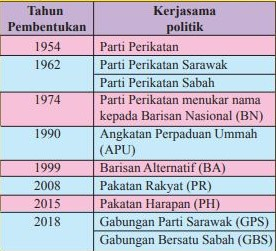 Tahun Kerjasama
Pembentukan politik
1954 Parti Perikatan
1962 Parti Perikatan Sarawak
Parti Perikatan Sabah
1974 Parti Perikatan menukar nama
kepada Barisan Nasional (BN)
1990 Angkatan Perpaduan Ummah
(APU)
1999 Barisan Alternatif (BA)
2008 Pakatan Rakyat (PR)
2015 Pakatan Harapan (PH)
2018 Gabungan Parti Sarawak (GPS)
Gabungan Bersatu Sabah (GBS)